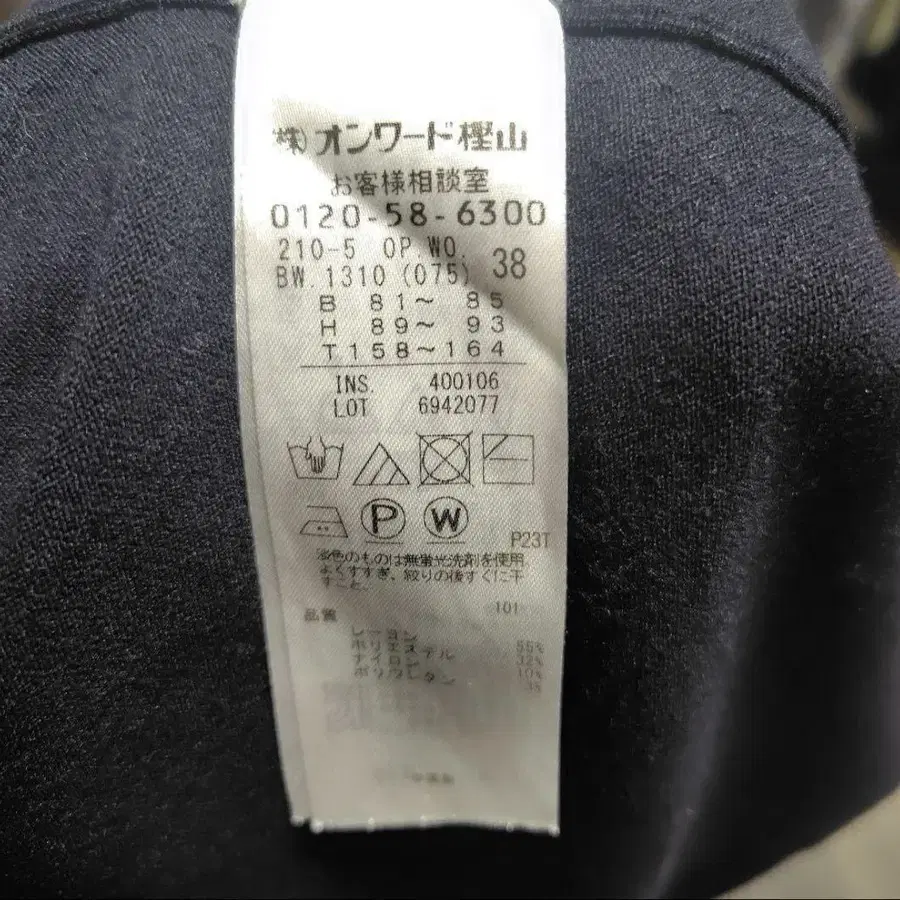 ㈱オンワード樫山
お客様相談室
0120-58-6300
210-5 OP.WO. 38
BW.1310(075)
B 81～ 85
H 89～ 93
T158～164
INS. 400106
LOT 6942077
P
W
P23T
淡色のものは無蛍光洗剤を使用
よくすすぎ、絞りの後すぐに干
すこと。
101
品質
レーヨン 55%
ポリエステル 32%
ナイロン 10%
ポリウレタン 3%